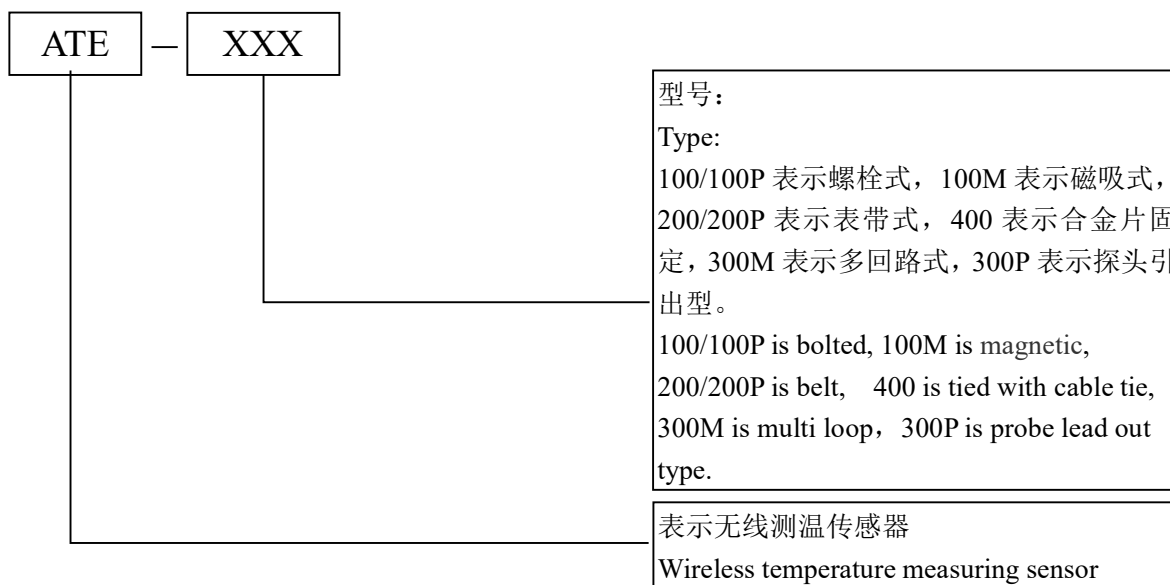 ATE — XXX
型号：
Type:
100/100P 表示螺栓式，100M 表示磁吸式，
200/200P 表示表带式，400 表示合金片固
定，300M 表示多回路式，300P 表示探头引
出型。
100/100P is bolted, 100M is magnetic,
200/200P is belt, 400 is tied with cable tie,
300M is multi loop，300P is probe lead out
type.
表示无线测温传感器
Wireless temperature measuring sensor